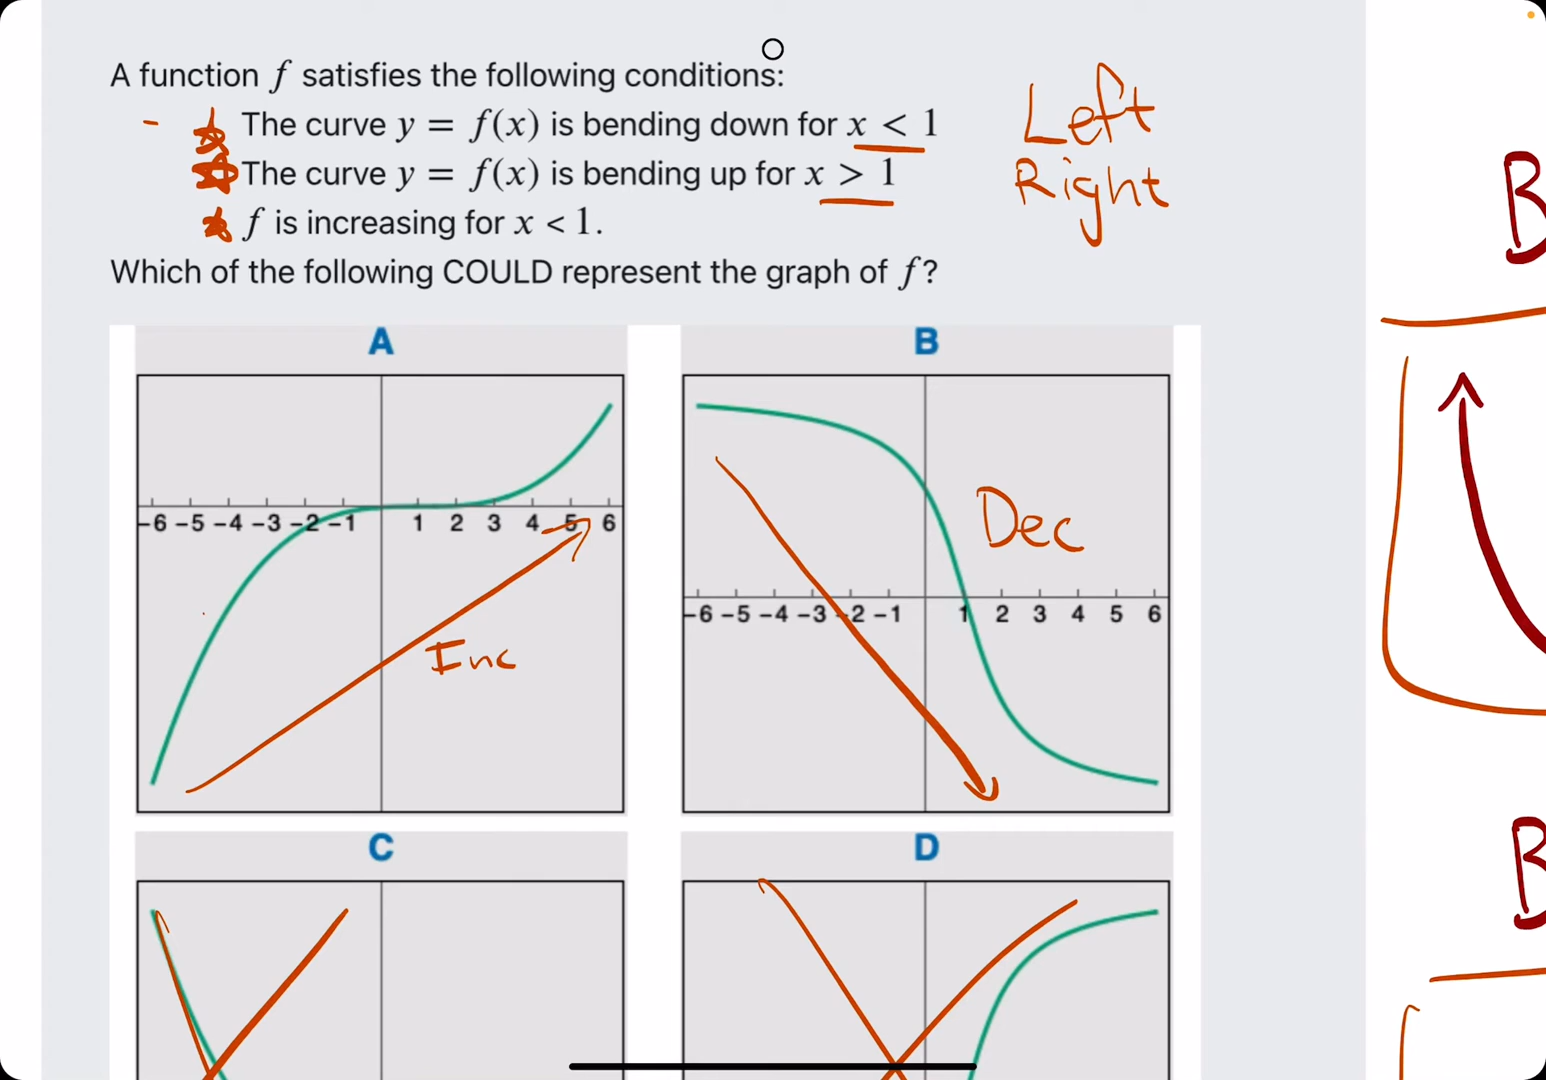 A function f satisfies the following conditions:
The curve y = f(x) is bending down for x < 1
Left
The curve y = f(x) is bending up for x > 1
Right
f is increasing for x < 1.
Which of the following COULD represent the graph of f?
B
A
B
-6 -5 -4 -3 -2 -1 1 2 3 4 5 6
Inc
Dec
-6 -5 -4 -3 -2 -1 1 2 3 4 5 6
C
D
B